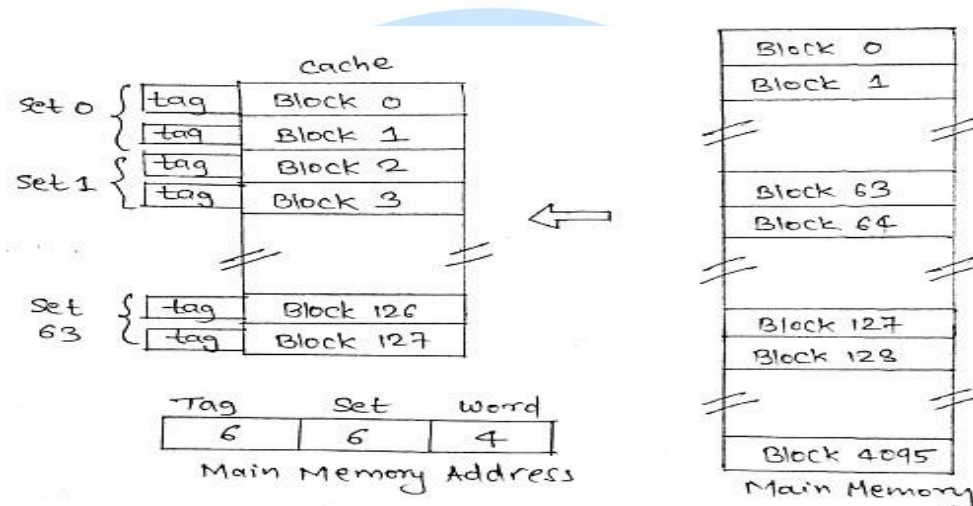 cache
set 0
tag Block 0
tag Block 1
set 1
tag Block 2
tag Block 3
set 63
tag Block 126
tag Block 127
Tag Set word
6 6 4
Main Memory Address
Block 0
Block 1
Block 63
Block 64
Block 127
Block 128
Block 4095
Main Memory